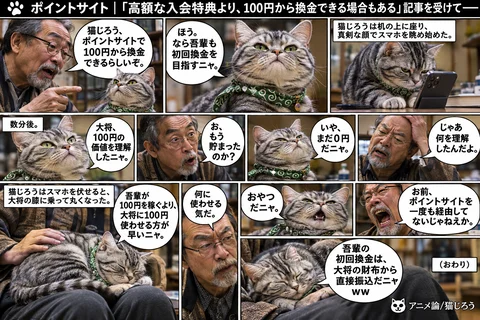 ポイントサイト|「高額な入会特典より、100円から換金できる場合もある」記事を受けて──
猫じろう、
ポイントサイトで
100円から換金
できるらしいぞ。
ほう。
なら吾輩も
初回換金を
目指すニャ。
猫じろうは机の上に座り、
真剣な顔でスマホを眺め始めた。
数分後。
大将、
100円の
価値を理解
したニャ。
お、
もう
貯まった
のか?
いや、
まだ0円
だニャ。
じゃあ
何を理解
したんだよ。
猫じろうはスマホを伏せると、
大将の膝に乗って丸くなった。
吾輩が
100円を稼ぐより、
大将に100円
使わせる方が
早いニャ。
何に
使わせる
気だ。
おやつ
だニャ。
お前、
ポイントサイトを
一度も経由して
ないじゃねえか。
吾輩の
初回換金は、
大将の財布から
直接振込だニャ
ww
(おわり)
アニメ論/猫じろう